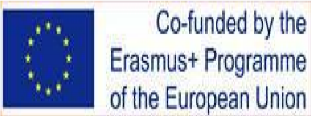 Co-funded by the
Erasmus+ Programme
of the European Union